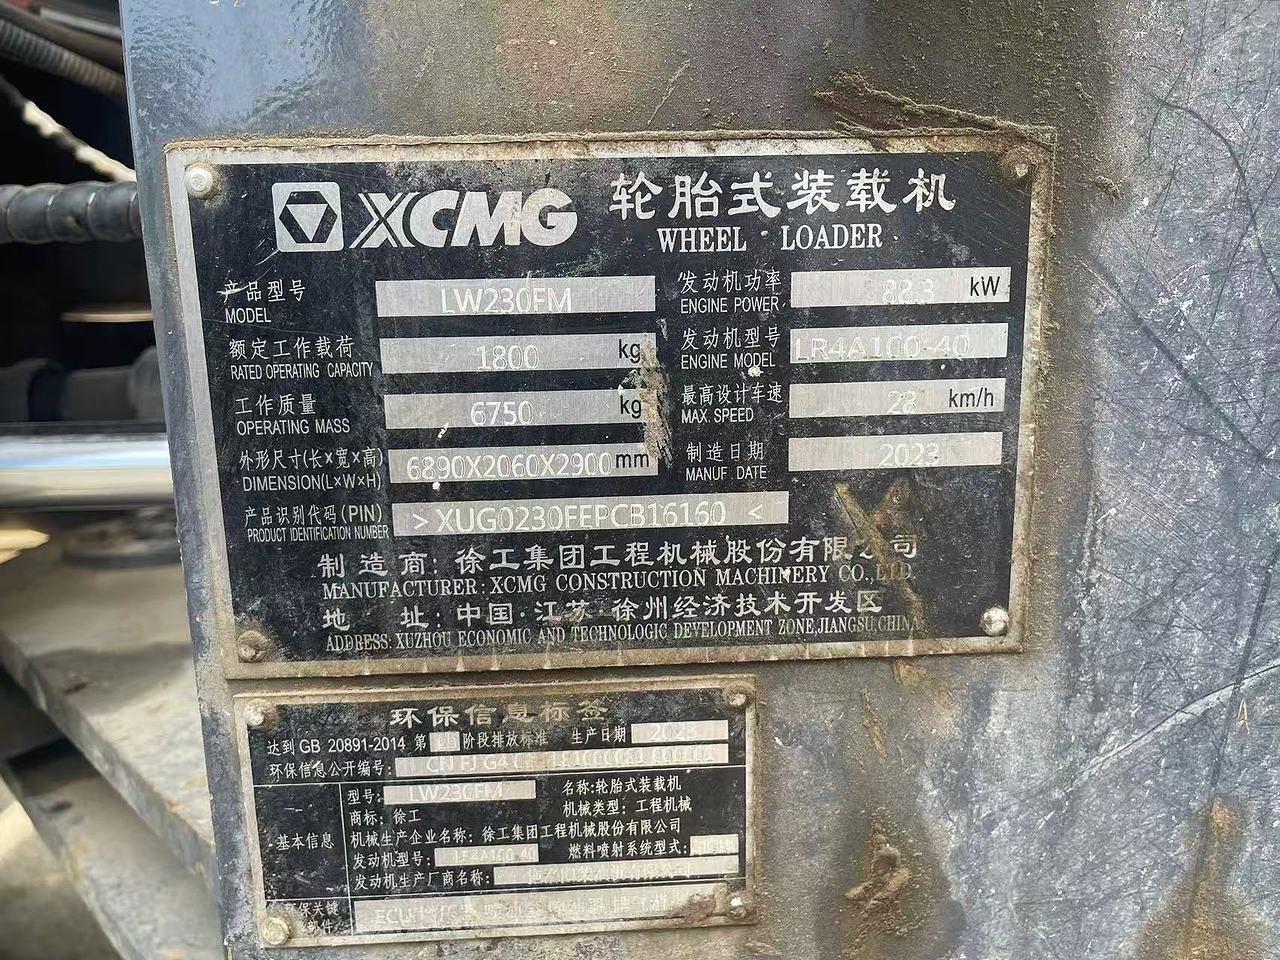 XCMG 轮胎式装载机
WHEEL LOADER
产品型号 LW230FM 发动机功率 88.3 kW
MODEL ENGINE POWER
额定工作载荷 1800 kg 发动机型号 LR4A100-40
RATED OPERATING CAPACITY ENGINE MODEL
工作质量 6750 kg 最高设计车速 28 km/h
OPERATING MASS MAX. SPEED
外形尺寸(长×宽×高) 6890X2060X2900 mm 制造日期 2023
DIMENSION(L×W×H) MANUF. DATE
产品识别代码(PIN) >XUG0230FEPCB16160<
PRODUCT IDENTIFICATION NUMBER
制造商:徐工集团工程机械股份有限公司
MANUFACTURER: XCMG CONSTRUCTION MACHINERY CO.,LTD.
地 址:中国·江苏·徐州经济技术开发区
ADDRESS: XUZHOU ECONOMIC AND TECHNOLOGIC DEVELOPMENT ZONE,JIANGSU,CHINA
环保信息标签
达到 GB 20891-2014 第 阶段排放标准 生产日期 2023
环保信息公开编号: CN FJ G4
基本信息
型号: LW230FM 名称:轮胎式装载机
商标:徐工 机械类型:工程机械
机械生产企业名称:徐工集团工程机械股份有限公司
发动机型号: LR4A100-40 燃料喷射系统型式:
发动机生产厂商名称:
环保关键
部件 ECU